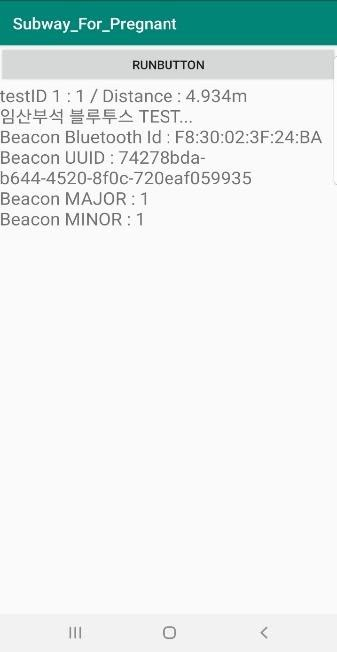 Subway_For_Pregnant
RUNBUTTON
testID 1 : 1 / Distance : 4.934m
임산부석 블루투스 TEST...
Beacon Bluetooth Id : F8:30:02:3F:24:BA
Beacon UUID : 74278bda-
b644-4520-8f0c-720eaf059935
Beacon MAJOR : 1
Beacon MINOR : 1